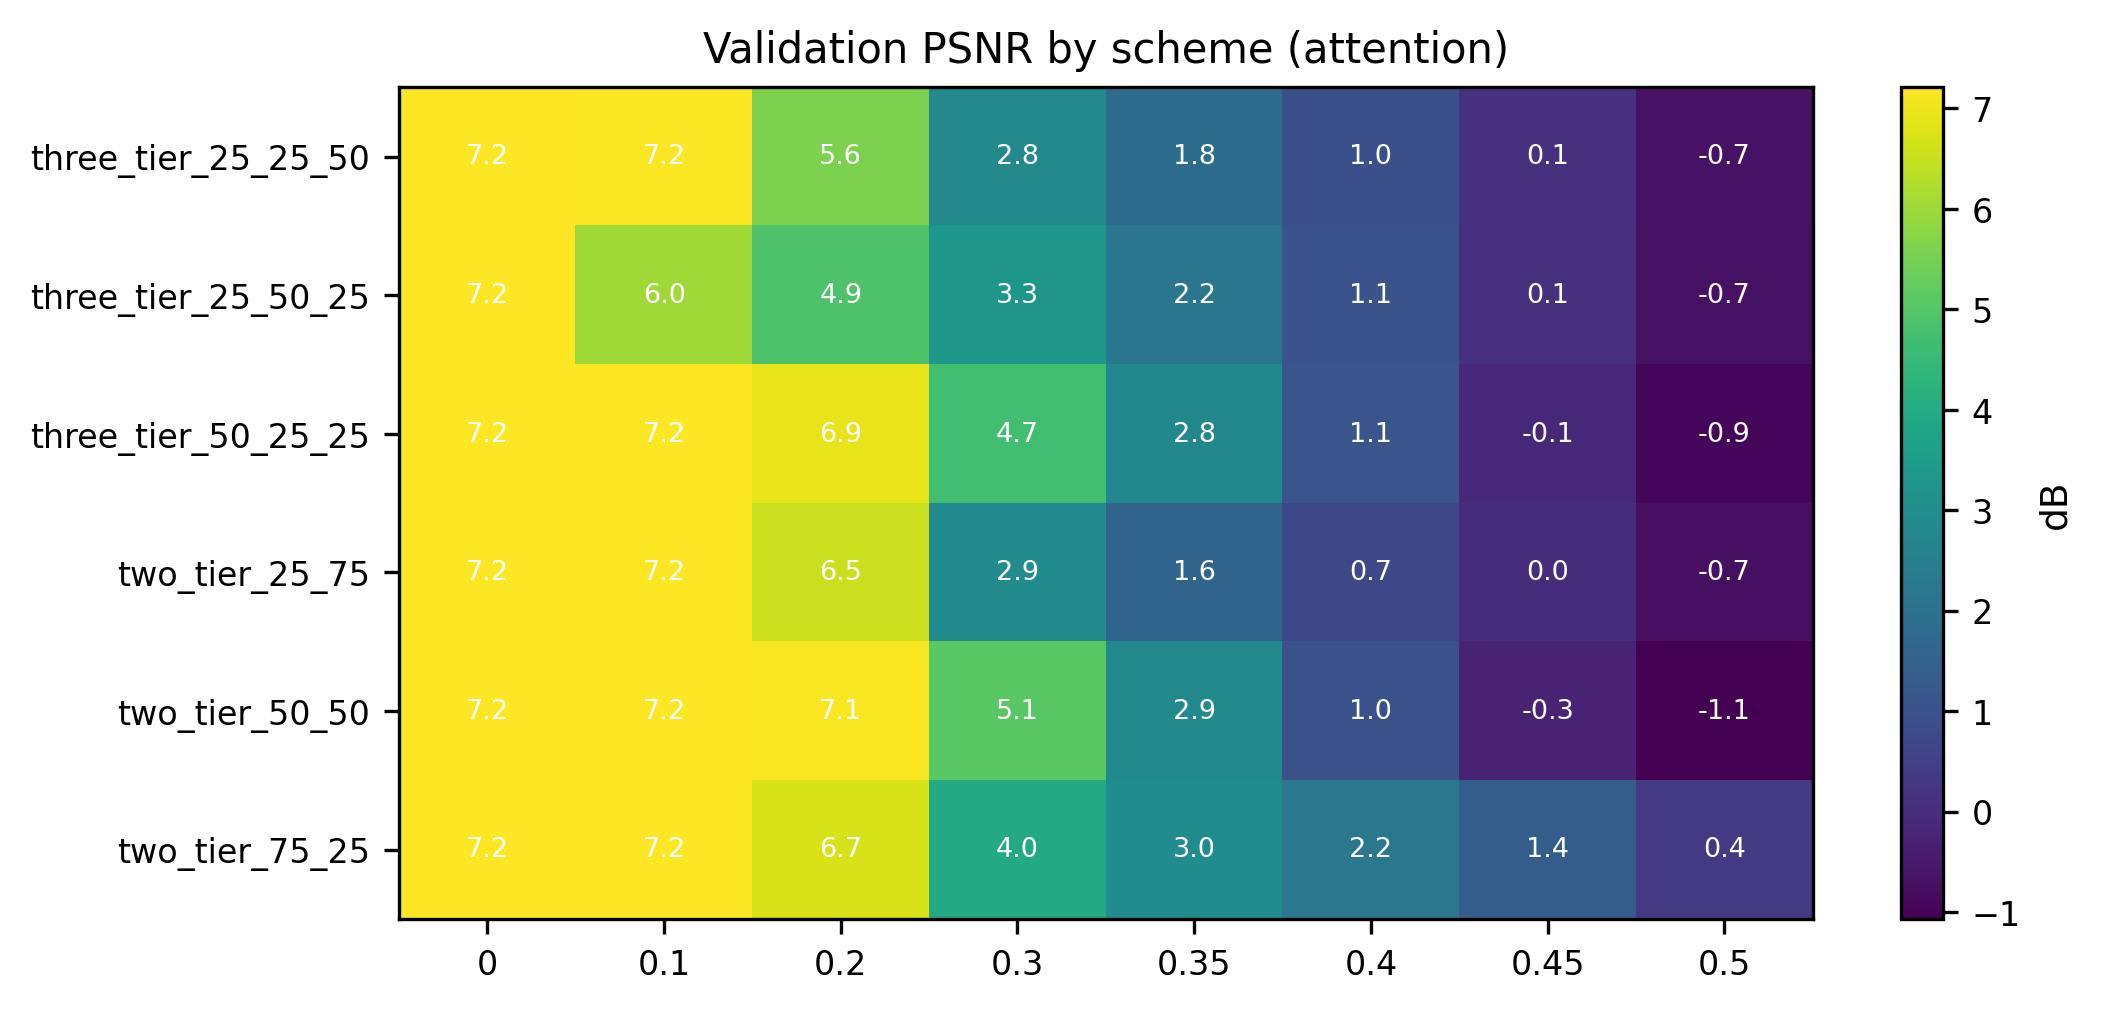 Validation PSNR by scheme (attention)
three_tier_25_25_50 7.2 7.2 5.6 2.8 1.8 1.0 0.1 -0.7
three_tier_25_50_25 7.2 6.0 4.9 3.3 2.2 1.1 0.1 -0.7
three_tier_50_25_25 7.2 7.2 6.9 4.7 2.8 1.1 -0.1 -0.9
two_tier_25_75 7.2 7.2 6.5 2.9 1.6 0.7 0.0 -0.7
two_tier_50_50 7.2 7.2 7.1 5.1 2.9 1.0 -0.3 -1.1
two_tier_75_25 7.2 7.2 6.7 4.0 3.0 2.2 1.4 0.4
0 0.1 0.2 0.3 0.35 0.4 0.45 0.5
7
6
5
4
3
2
1
0
−1
dB